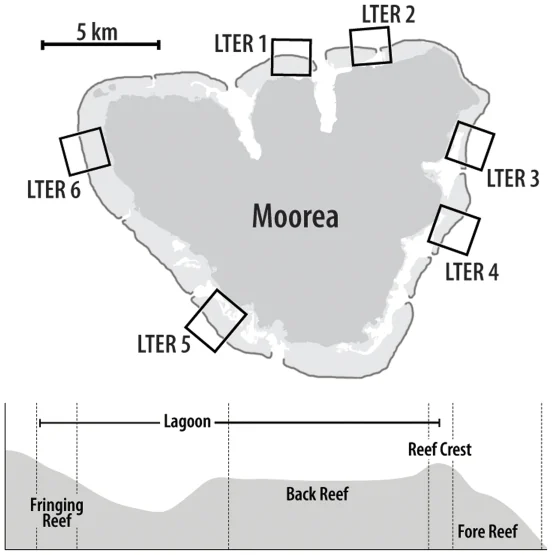 LTER 2
5 km
LTER 1
LTER 3
LTER 6
Moorea
LTER 4
LTER 5
Lagoon
Reef Crest
Back Reef
Fringing
Reef
Fore Reef